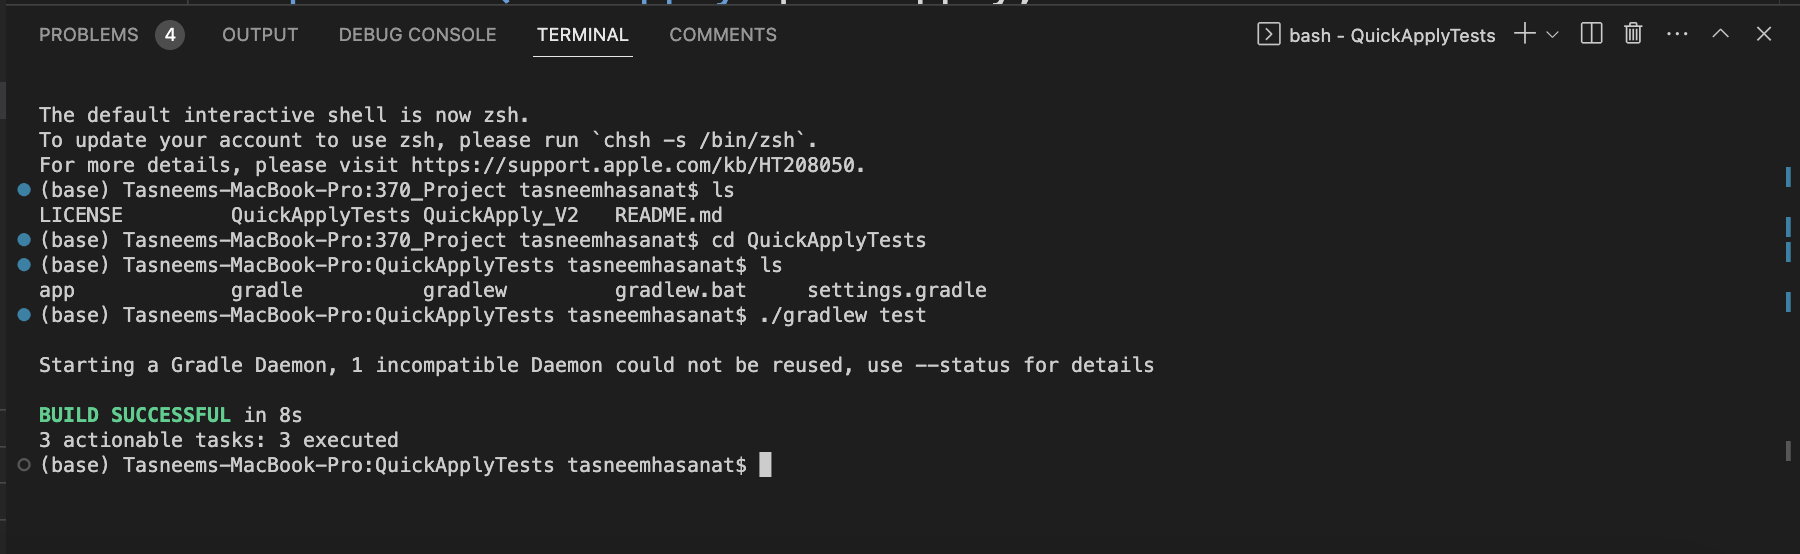 PROBLEMS 4 OUTPUT DEBUG CONSOLE TERMINAL COMMENTS bash - QuickApplyTests
The default interactive shell is now zsh.
To update your account to use zsh, please run `chsh -s /bin/zsh`.
For more details, please visit https://support.apple.com/kb/HT208050.
(base) Tasneems-MacBook-Pro:370_Project tasneemhasanat$ ls
LICENSE QuickApplyTests QuickApply_V2 README.md
(base) Tasneems-MacBook-Pro:370_Project tasneemhasanat$ cd QuickApplyTests
(base) Tasneems-MacBook-Pro:QuickApplyTests tasneemhasanat$ ls
app gradle gradlew gradlew.bat settings.gradle
(base) Tasneems-MacBook-Pro:QuickApplyTests tasneemhasanat$ ./gradlew test
Starting a Gradle Daemon, 1 incompatible Daemon could not be reused, use --status for details
BUILD SUCCESSFUL in 8s
3 actionable tasks: 3 executed
(base) Tasneems-MacBook-Pro:QuickApplyTests tasneemhasanat$